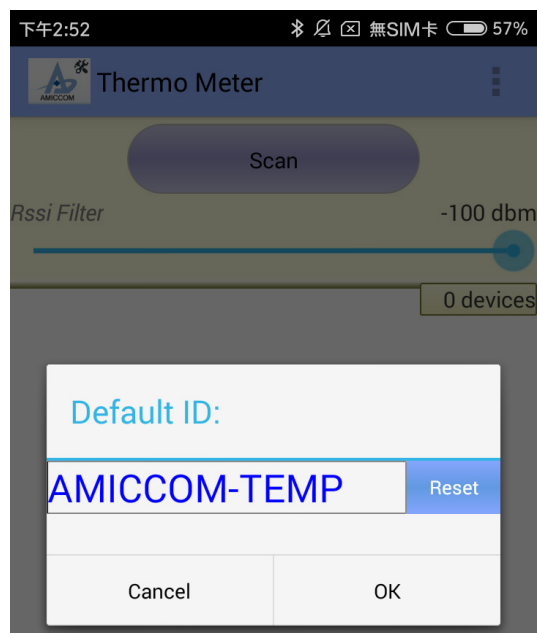 下午2:52 無SIM卡 57%
AMICCOM Thermo Meter
Scan
Rssi Filter -100 dbm
0 devices
Default ID:
AMICCOM-TEMP Reset
Cancel OK